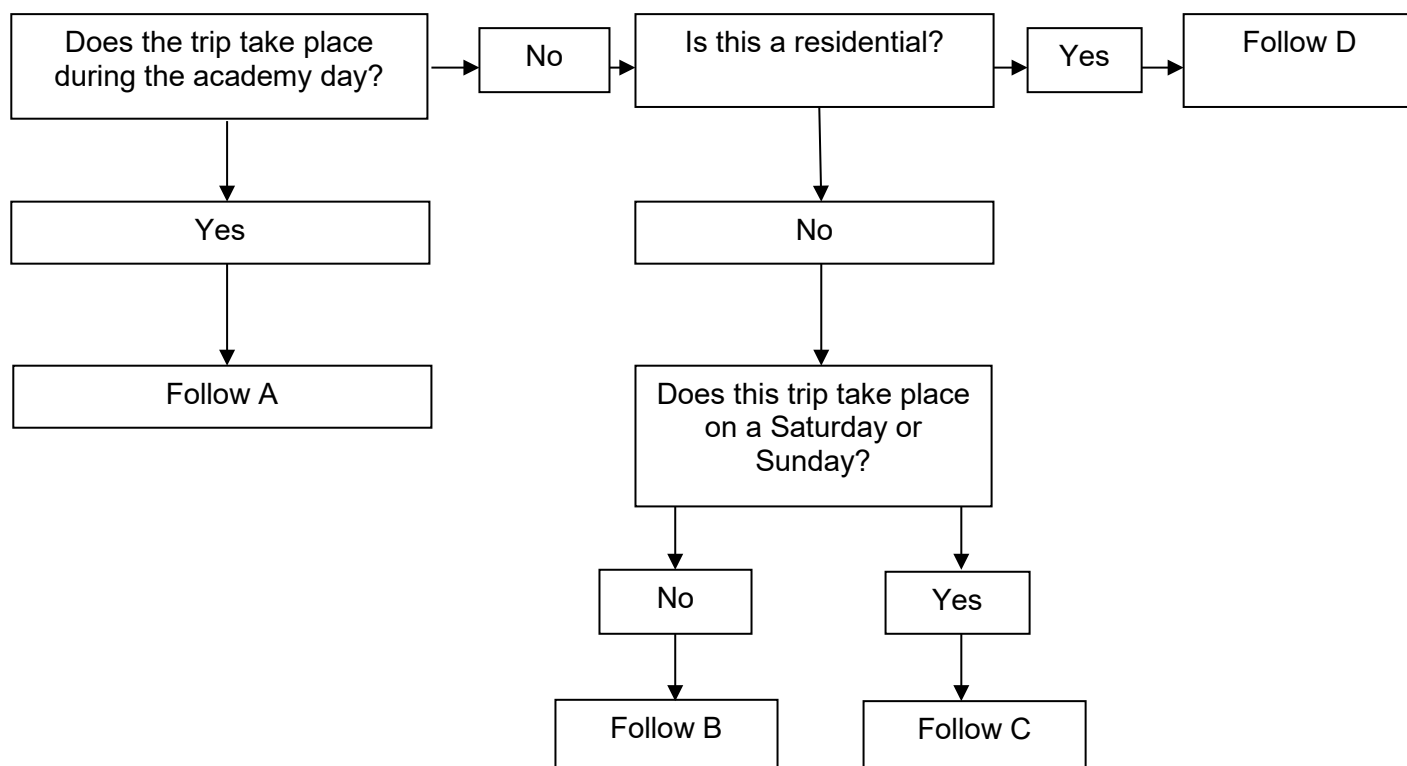 Does the trip take place
during the academy day?
No
Is this a residential?
Yes
Follow D
Yes
No
Follow A
Does this trip take place
on a Saturday or
Sunday?
No
Yes
Follow B
Follow C